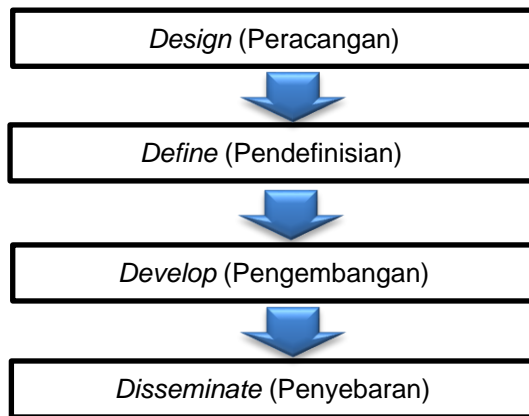 Design (Peracangan)
Define (Pendefinisian)
Develop (Pengembangan)
Disseminate (Penyebaran)